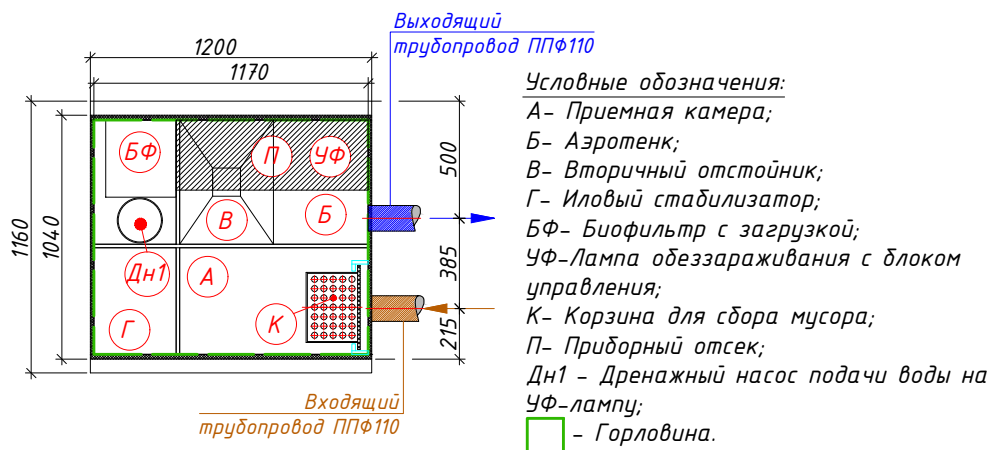 Выходящий
трубопровод ППФ110
1200
1170
1160
1040
500
385
215
БФ
П
УФ
В
Б
Дн1
А
Г
К
Входящий
трубопровод ППФ110
Условные обозначения:
А- Приемная камера;
Б- Аэротенк;
В- Вторичный отстойник;
Г- Иловый стабилизатор;
БФ- Биофильтр с загрузкой;
УФ-Лампа обеззараживания с блоком
управления;
К- Корзина для сбора мусора;
П- Приборный отсек;
Дн1 - Дренажный насос подачи воды на
УФ-лампу;
- Горловина.